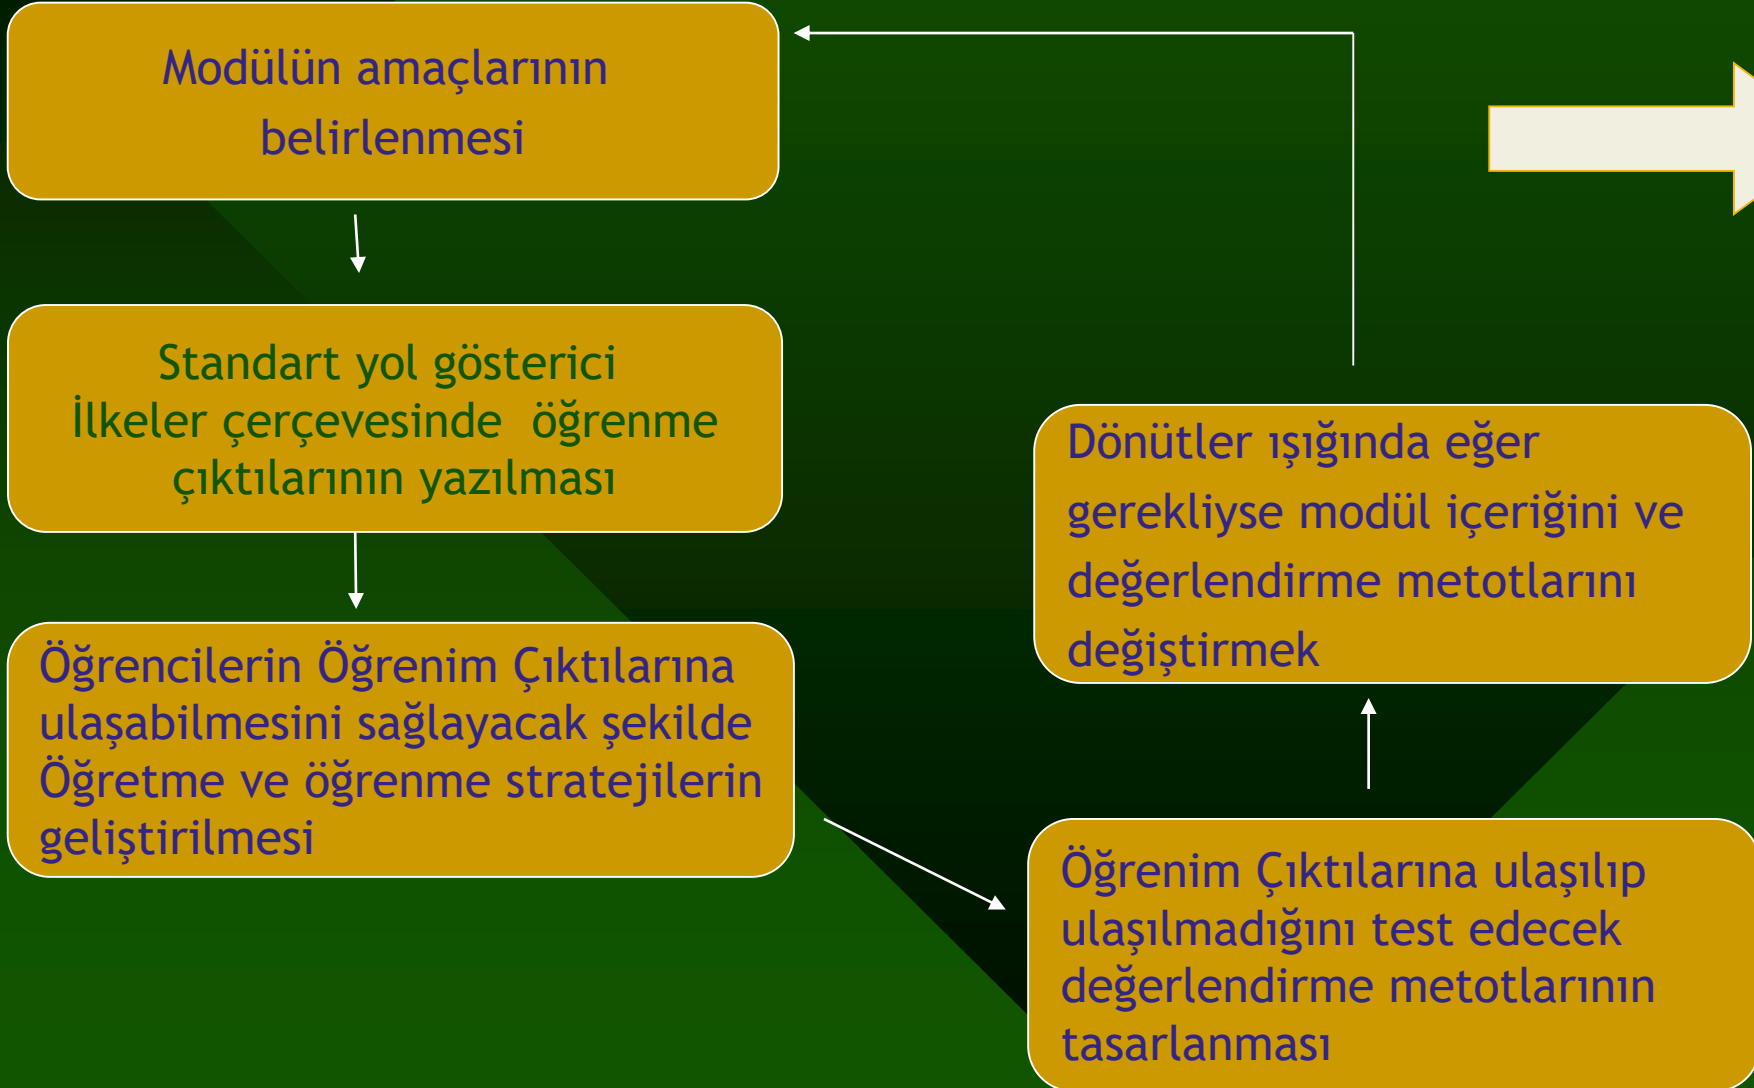 Modülün amaçlarının
belirlenmesi
Standart yol gösterici
İlkeler çerçevesinde öğrenme
çıktılarının yazılması
Öğrencilerin Öğrenim Çıktılarına
ulaşabilmesini sağlayacak şekilde
Öğretme ve öğrenme stratejilerin
geliştirilmesi
Öğrenim Çıktılarına ulaşılıp
ulaşılmadığını test edecek
değerlendirme metotlarının
tasarlanması
Dönütler ışığında eğer
gerekliyse modül içeriğini ve
değerlendirme metotlarını
değiştirmek